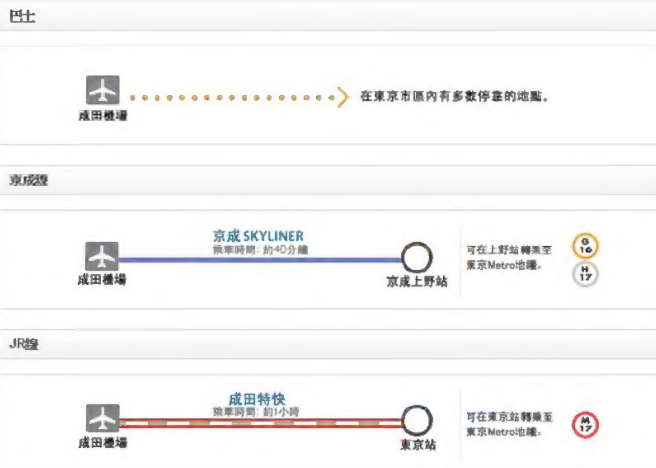 巴士
成田機場
在東京市區內有多數停靠的地點。
京成線
京成 SKYLINER
乘車時間: 約40分鐘
成田機場
京成上野站
可在上野站轉乘至
東京Metro地鐵。
G
16
H
17
JR線
成田特快
乘車時間: 約1小時
成田機場
東京站
可在東京站轉乘至
東京Metro地鐵。
M
17